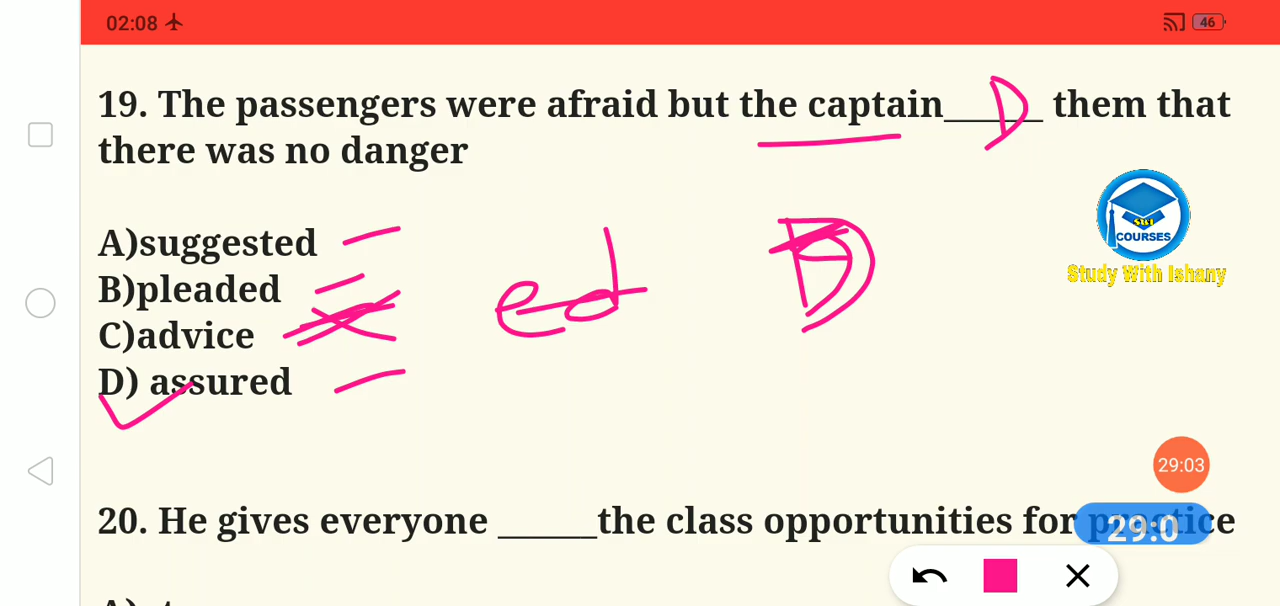 02:08
46
19. The passengers were afraid but the captain______ D them that
there was no danger
COURSES
Study With Ishany
A)suggested
B)pleaded
ed
D
C)advice
D) assured
29:03
20. He gives everyone ______the class opportunities for practice
29:0